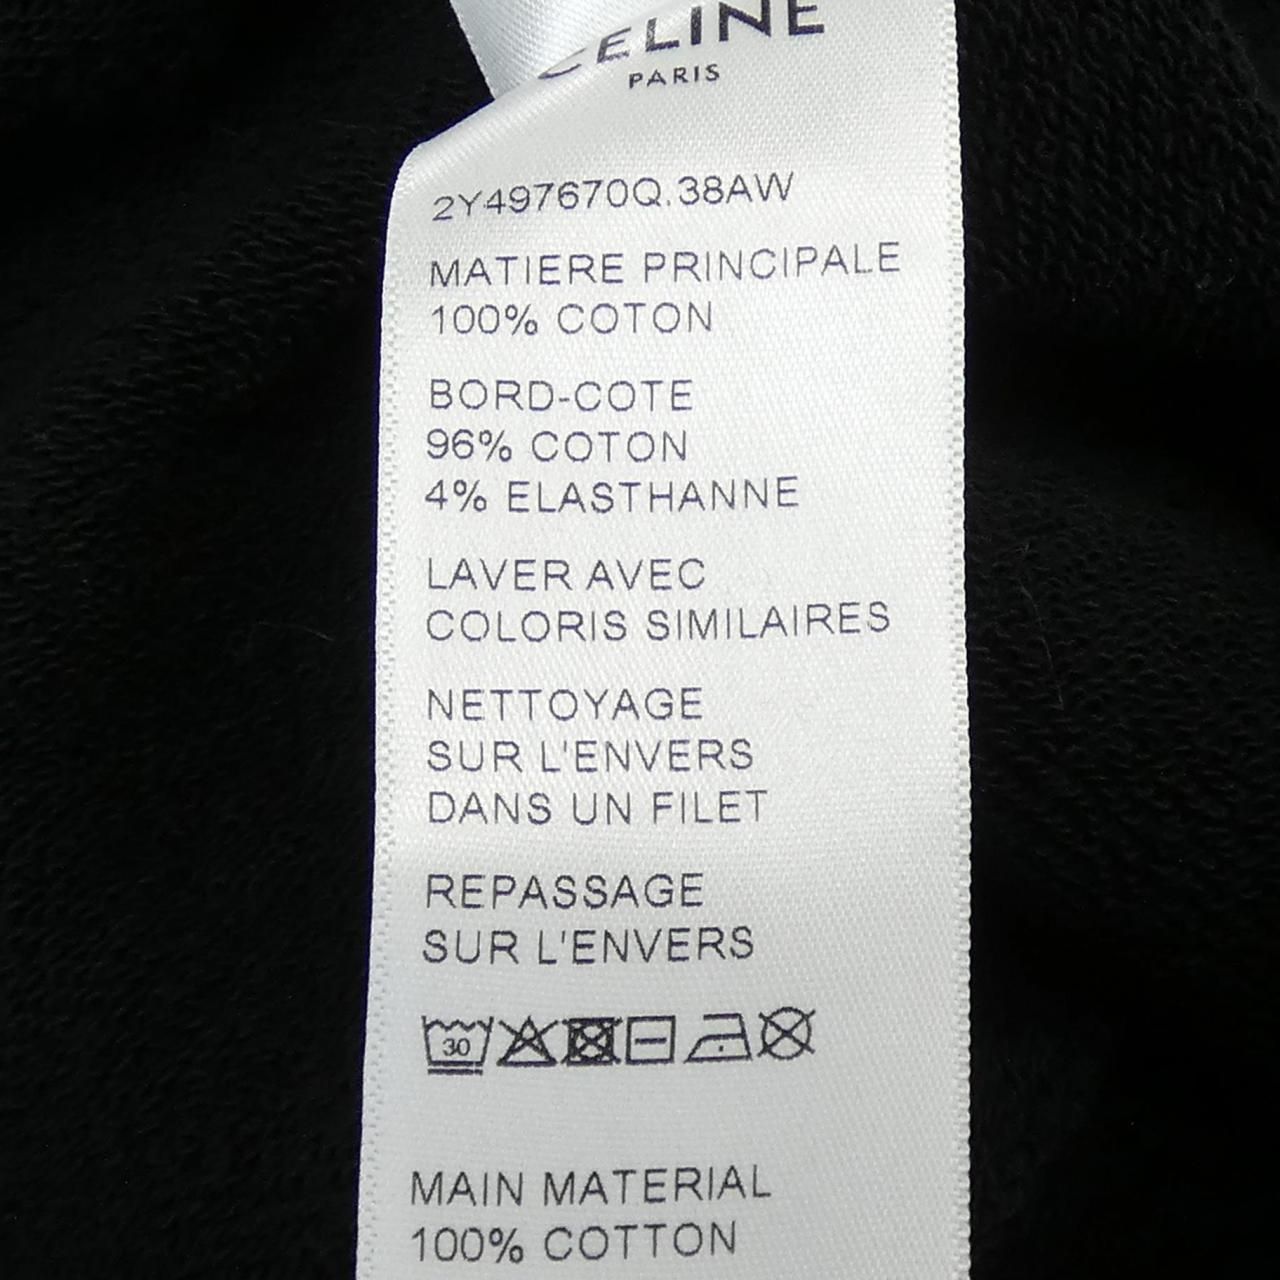 CELINE
PARIS
2Y497670Q.38AW
MATIERE PRINCIPALE
100% COTON
BORD-COTE
96% COTON
4% ELASTHANNE
LAVER AVEC
COLORIS SIMILAIRES
NETTOYAGE
SUR L'ENVERS
DANS UN FILET
REPASSAGE
SUR L'ENVERS
30
MAIN MATERIAL
100% COTTON